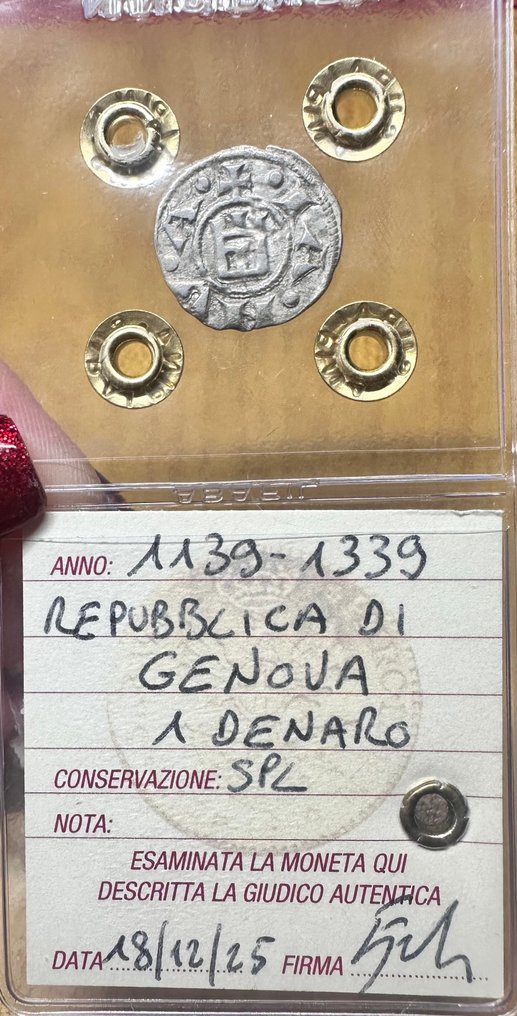 ANNO: 1139-1339
REPUBBLICA DI
GENOVA
1 DENARO
CONSERVAZIONE: SPL
NOTA:
ESAMINATA LA MONETA QUI
DESCRITTA LA GIUDICO AUTENTICA
DATA 18/12/25 FIRMA